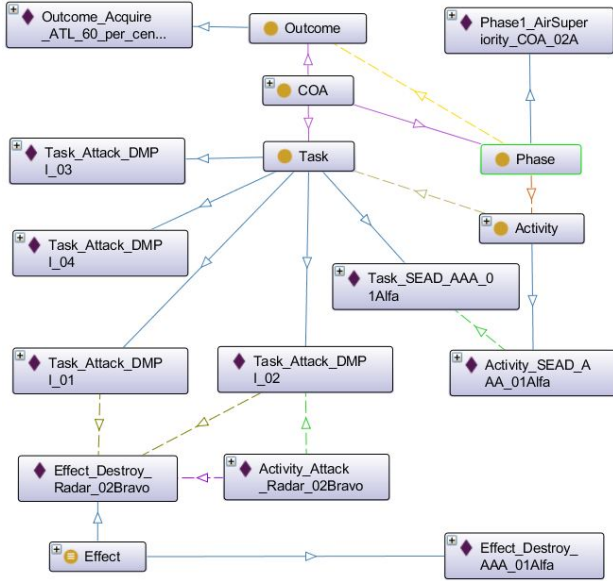 Outcome_Acquire
_ATL_60_per_cen...
Outcome
Phase1_AirSuper
iority_COA_02A
COA
Task_Attack_DMP
I_03
Task
Phase
Task_Attack_DMP
I_04
Activity
Task_SEAD_AAA_0
1Alfa
Task_Attack_DMP
I_01
Task_Attack_DMP
I_02
Activity_SEAD_A
AA_01Alfa
Effect_Destroy_
Radar_02Bravo
Activity_Attack
_Radar_02Bravo
Effect
Effect_Destroy_
AAA_01Alfa